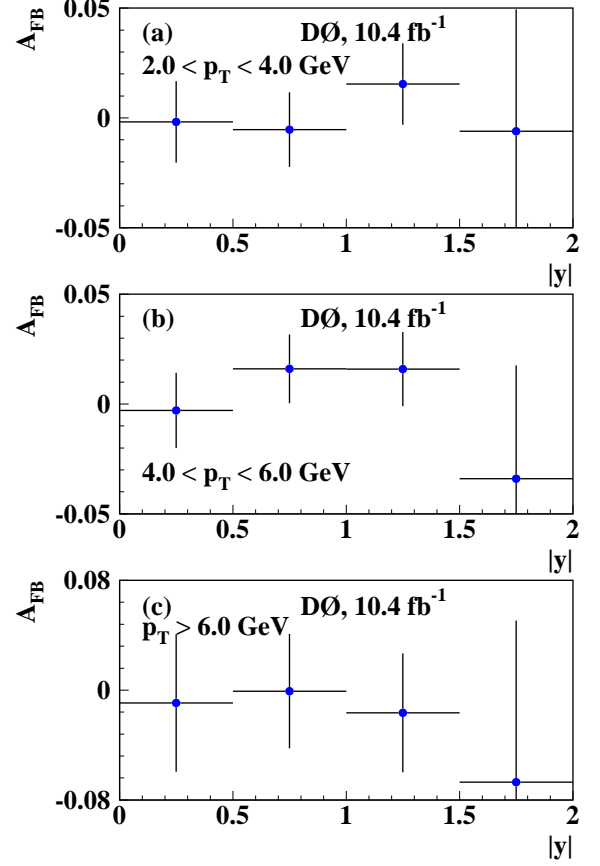 A_FB
0.05
(a) DØ, 10.4 fb^-1
2.0 < p_T < 4.0 GeV
0
-0.05
0 0.5 1 1.5 2
|y|
A_FB
0.05
(b) DØ, 10.4 fb^-1
0
4.0 < p_T < 6.0 GeV
-0.05
0 0.5 1 1.5 2
|y|
A_FB
0.08
(c) DØ, 10.4 fb^-1
p_T > 6.0 GeV
0
-0.08
0 0.5 1 1.5 2
|y|